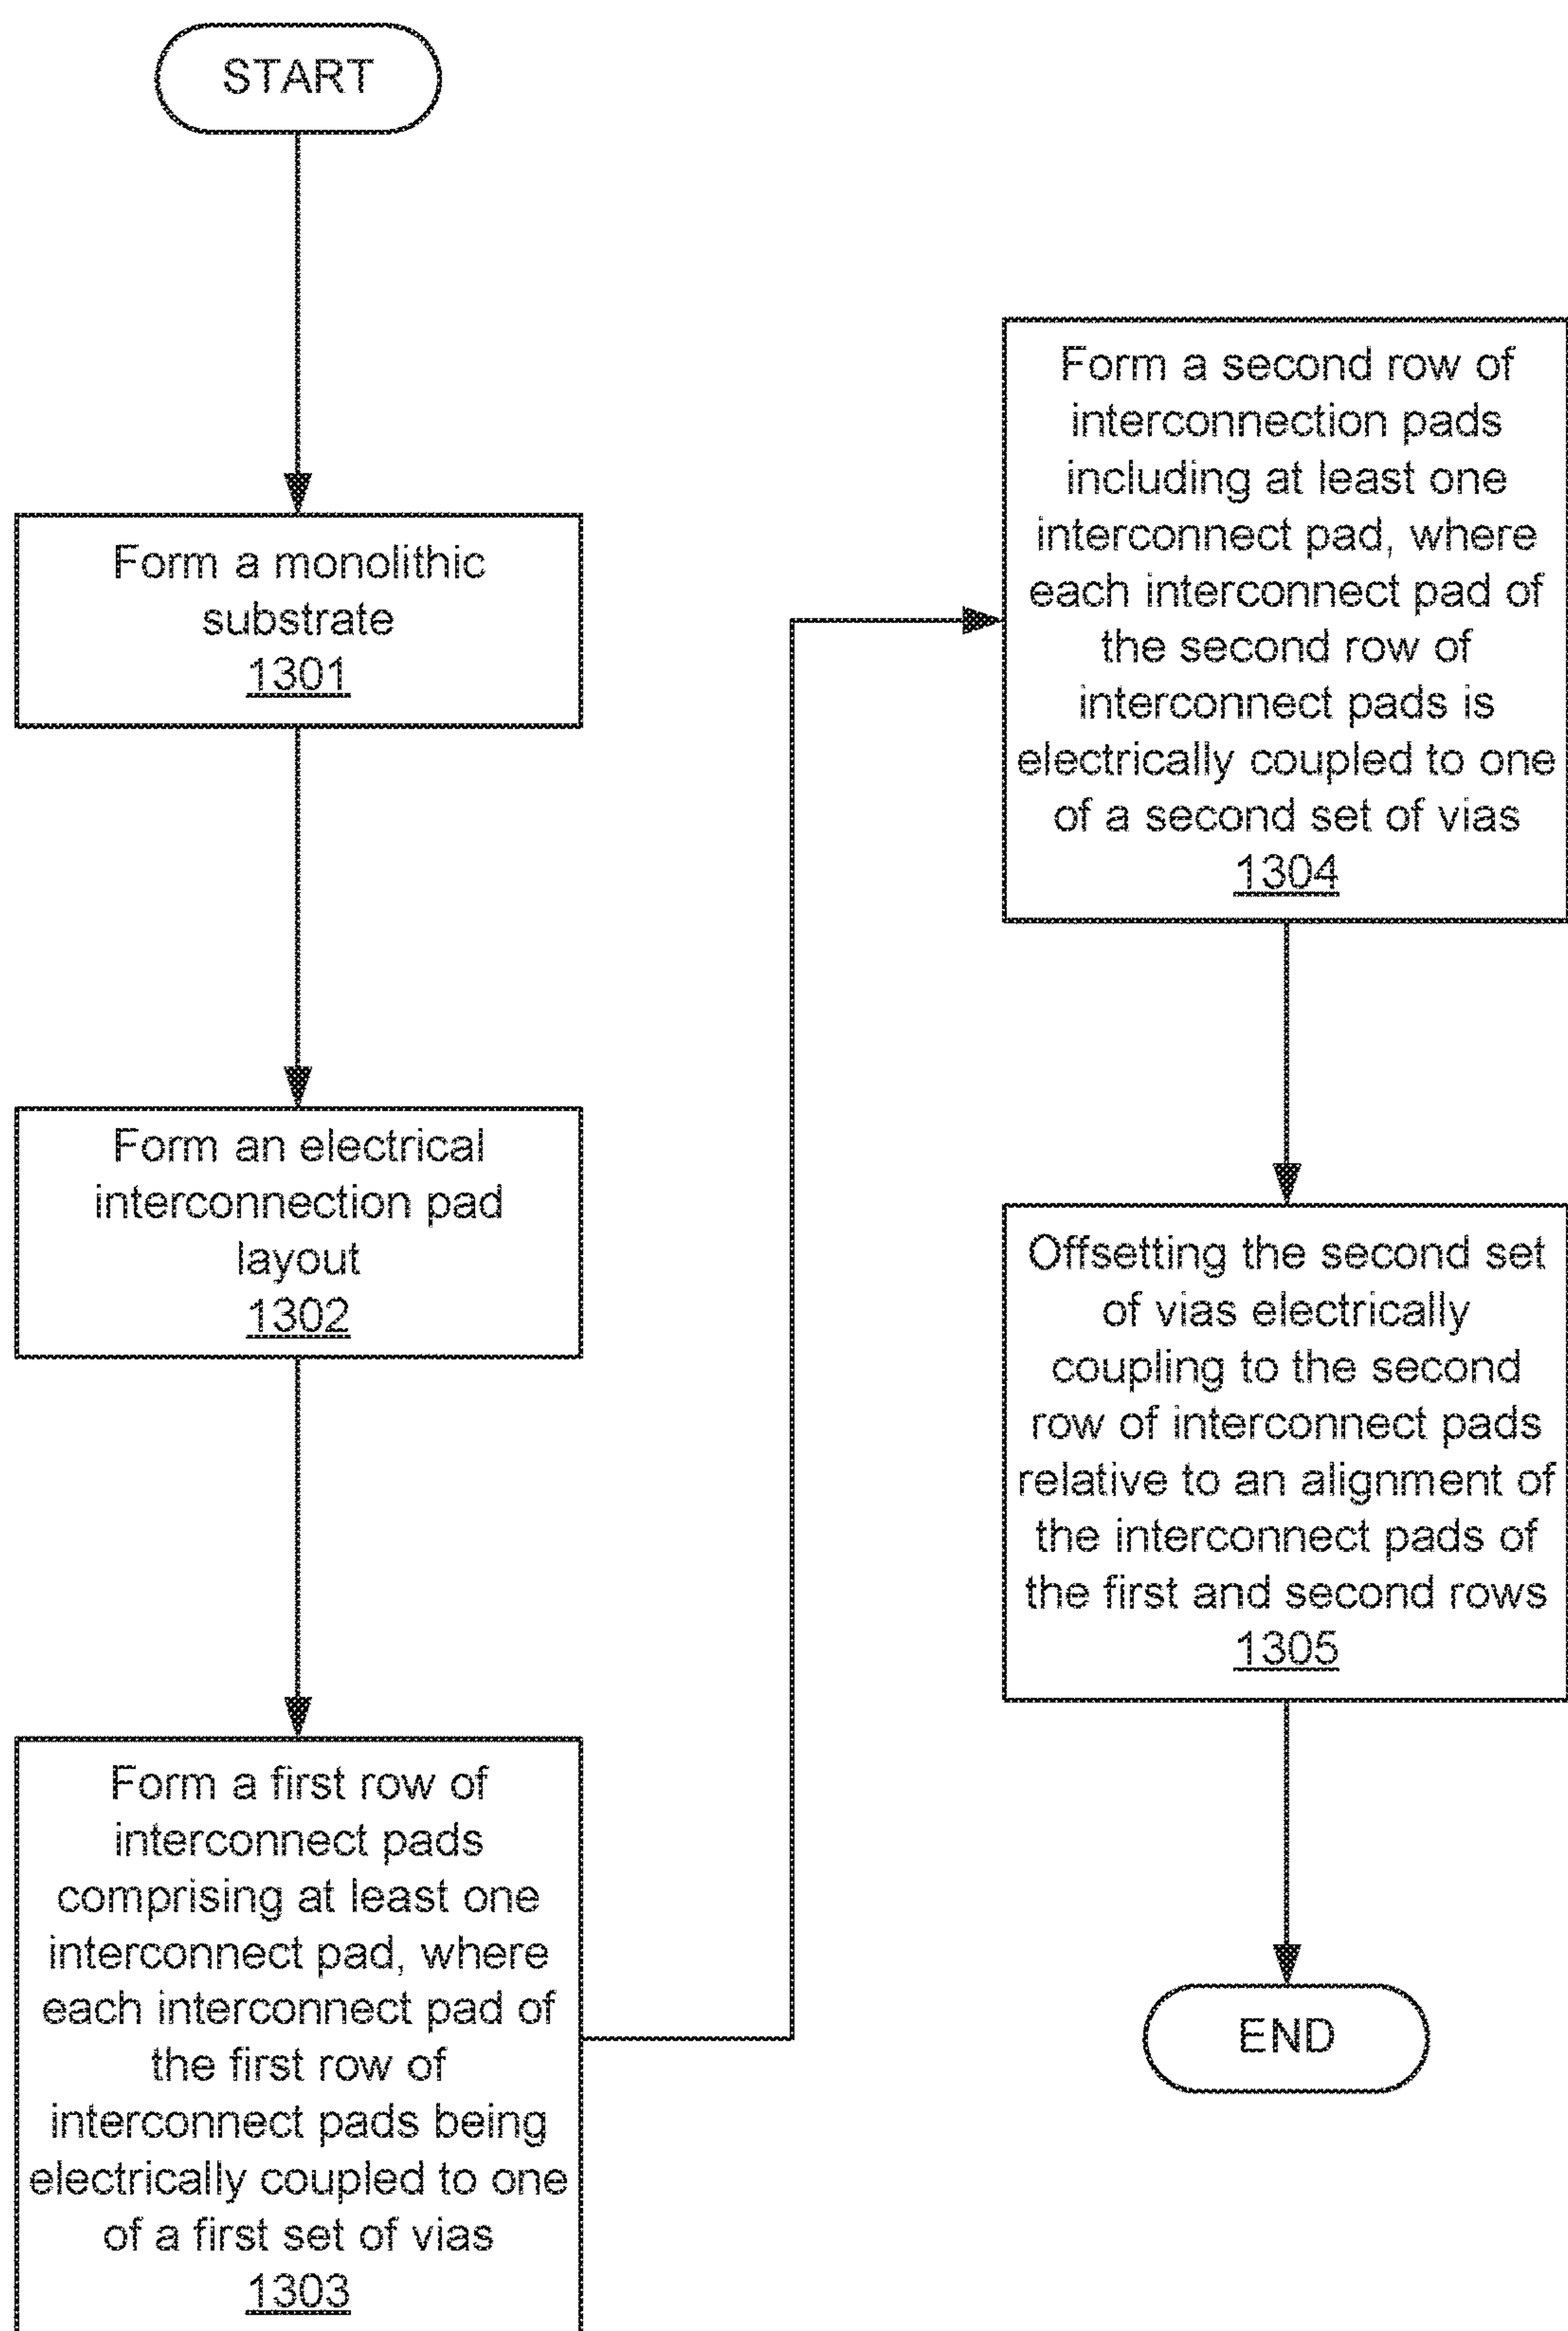 START
Form a monolithic
substrate
1301
Form an electrical
interconnection pad
layout
1302
Form a first row of
interconnect pads
comprising at least one
interconnect pad, where
each interconnect pad of
the first row of
interconnect pads being
electrically coupled to one
of a first set of vias
1303
Form a second row of
interconnection pads
including at least one
interconnect pad, where
each interconnect pad of
the second row of
interconnect pads is
electrically coupled to one
of a second set of vias
1304
Offsetting the second set
of vias electrically
coupling to the second
row of interconnect pads
relative to an alignment of
the interconnect pads of
the first and second rows
1305
END